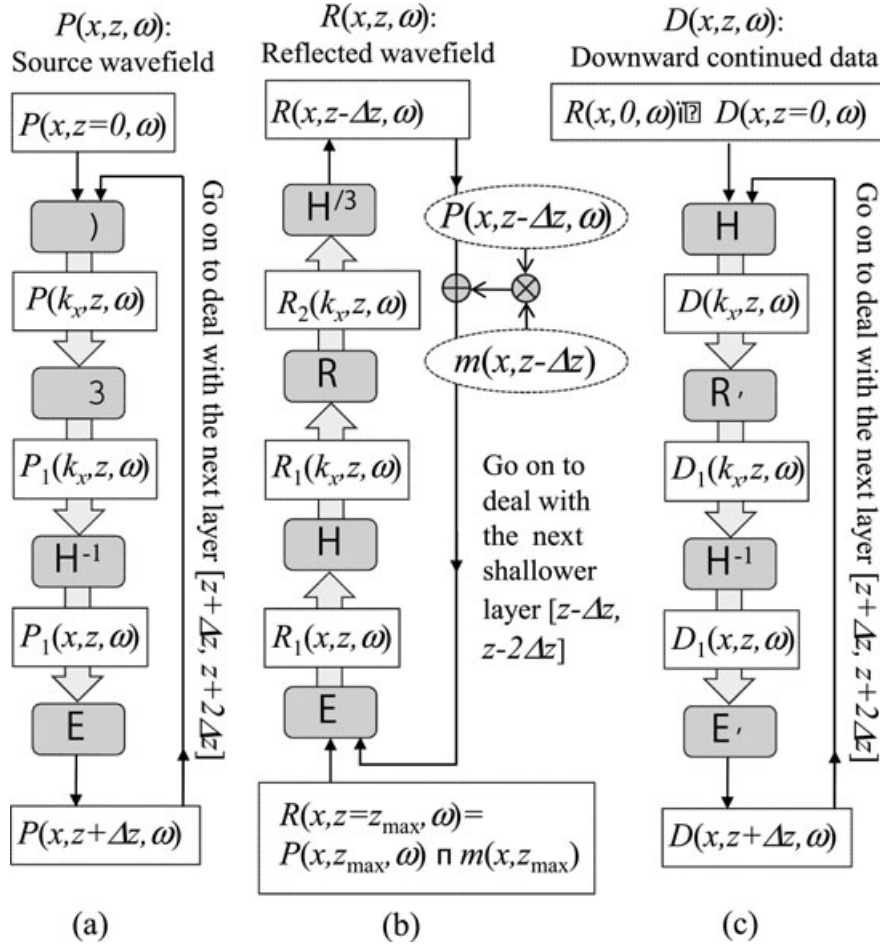 P(x,z,ω):
Source wavefield
P(x,z=0,ω)
)
P(kₓ,z,ω)
3
P₁(kₓ,z,ω)
H⁻¹
P₁(x,z,ω)
E
P(x,z+Δz,ω)
Go on to deal with the next layer [z+Δz, z+2Δz]
(a)
R(x,z,ω):
Reflected wavefield
R(x,z-Δz,ω)
H/3
R₂(kₓ,z,ω)
R
R₁(kₓ,z,ω)
H
R₁(x,z,ω)
E
R(x,z=zmax,ω)=
P(x,zmax,ω) п m(x,zmax)
P(x,z-Δz,ω)
m(x,z-Δz)
Go on to
deal with
the next
shallower
layer [z-Δz,
z-2Δz]
(b)
D(x,z,ω):
Downward continued data
R(x,0,ω) D(x,z=0,ω)
H
D(kₓ,z,ω)
R′
D₁(kₓ,z,ω)
H⁻¹
D₁(x,z,ω)
E′
D(x,z+Δz,ω)
Go on to deal with the next layer [z+Δz, z+2Δz]
(c)